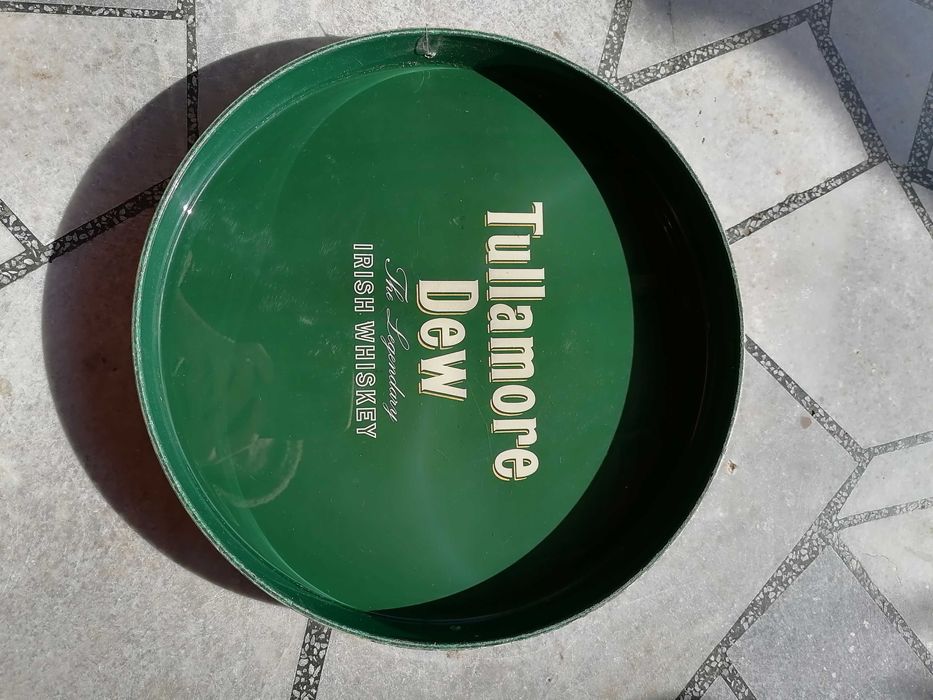 Tullamore
Dew
The Legendary
IRISH WHISKEY